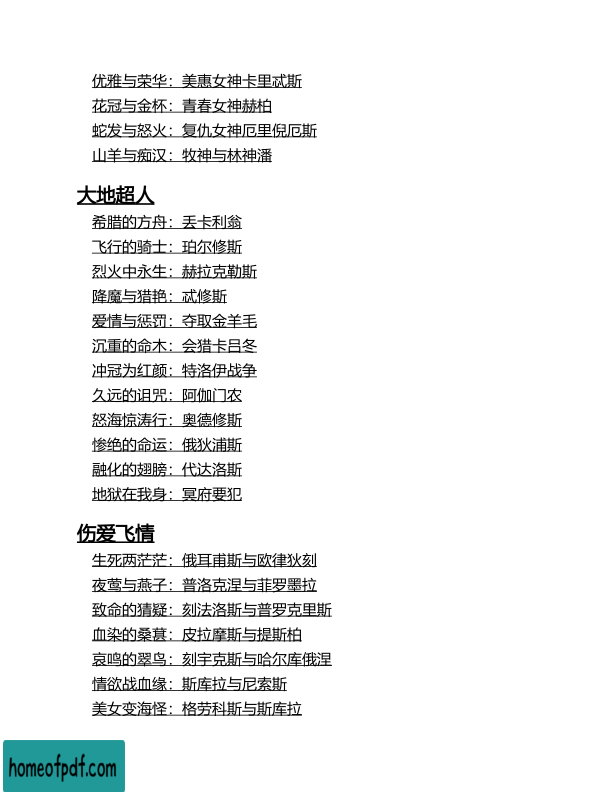 优雅与荣华：美惠女神卡里忒斯
花冠与金杯：青春女神赫柏
蛇发与怒火：复仇女神厄里倪厄斯
山羊与痴汉：牧神与林神潘
大地超人
希腊的方舟：丢卡利翁
飞行的骑士：珀尔修斯
烈火中永生：赫拉克勒斯
降魔与猎艳：忒修斯
爱情与惩罚：夺取金羊毛
沉重的命木：会猎卡吕冬
冲冠为红颜：特洛伊战争
久远的诅咒：阿伽门农
怒海惊涛行：奥德修斯
惨绝的命运：俄狄浦斯
融化的翅膀：代达洛斯
地狱在我身：冥府要犯
伤爱飞情
生死两茫茫：俄耳甫斯与欧律狄刻
夜莺与燕子：普洛克涅与菲罗墨拉
致命的猜疑：刻法洛斯与普罗克里斯
血染的桑葚：皮拉摩斯与提斯柏
哀鸣的翠鸟：刻宇克斯与哈尔库俄涅
情欲战血缘：斯库拉与尼索斯
美女变海怪：格劳科斯与斯库拉
homeofpdf.com